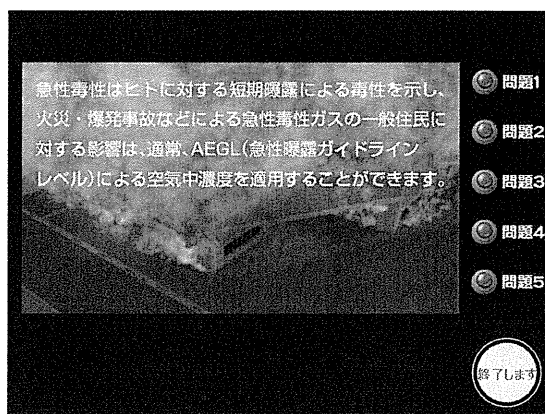 急性毒性はヒトに対する短期曝露による毒性を示し、
火災・爆発事故などによる急性毒性ガスの一般住民に
対する影響は、通常、AEGL(急性曝露ガイドライン
レベル)による空気中濃度を適用することができます。
問題1
問題2
問題3
問題4
問題5
終了します